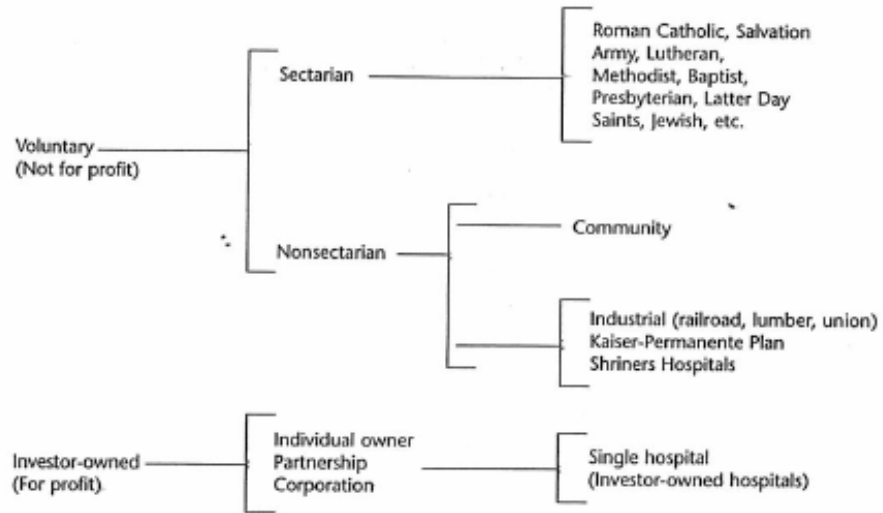 Roman Catholic, Salvation
Army, Lutheran,
Methodist, Baptist,
Presbyterian, Latter Day
Saints, Jewish, etc.
Sectarian
Voluntary
(Not for profit)
Nonsectarian
Community
Industrial (railroad, lumber, union)
Kaiser-Permanente Plan
Shriners Hospitals
Investor-owned
(For profit)
Individual owner
Partnership
Corporation
Single hospital
(Investor-owned hospitals)